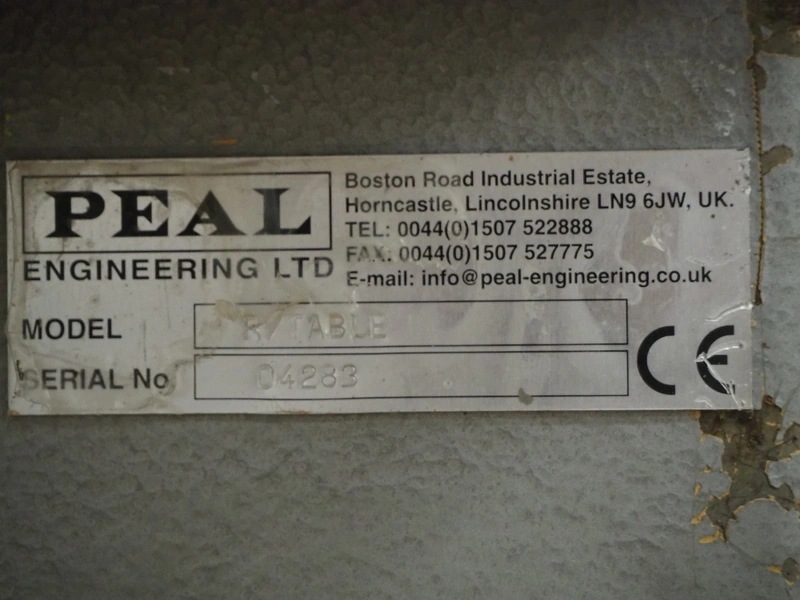 PEAL
ENGINEERING LTD
Boston Road Industrial Estate,
Horncastle, Lincolnshire LN9 6JW, UK.
TEL: 0044(0)1507 522888
FAX: 0044(0)1507 527775
E-mail: info@peal-engineering.co.uk
MODEL R/TABLE
SERIAL No 04283
CE